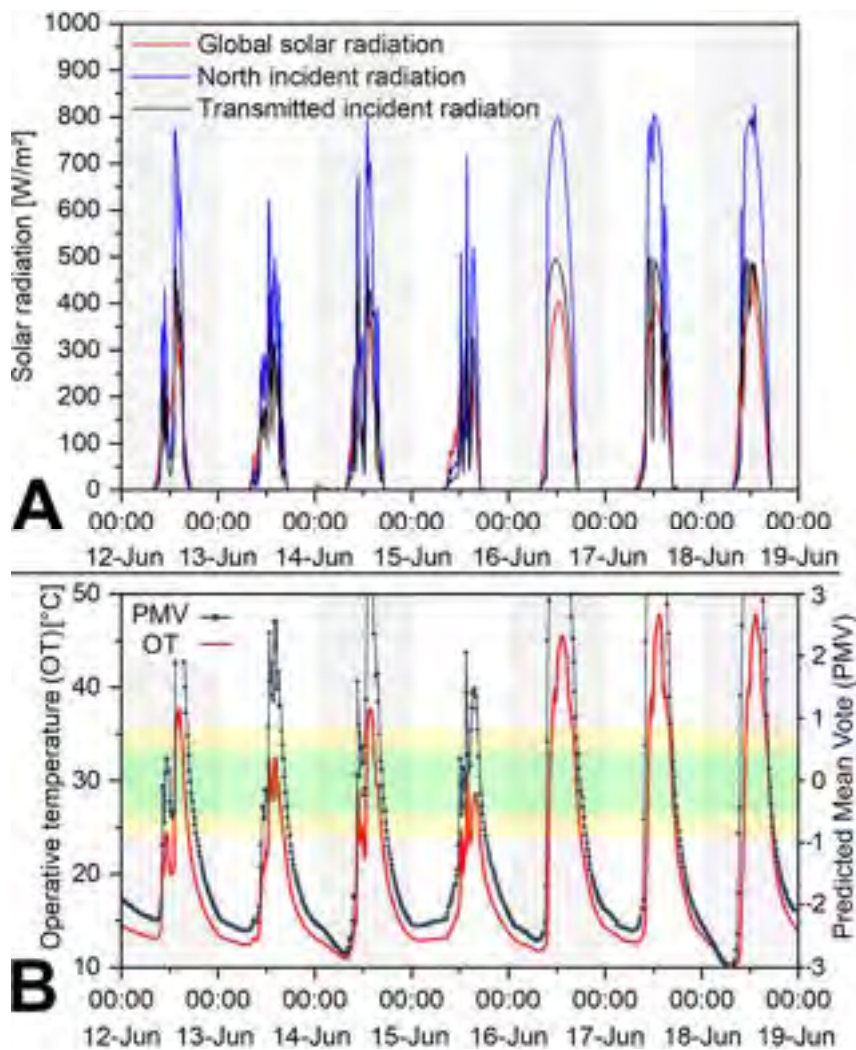 1000
900
800
700
600
500
400
300
200
100
0
Solar radiation [W/m²]
Global solar radiation
North incident radiation
Transmitted incident radiation
A
00:00 00:00 00:00 00:00 00:00 00:00 00:00 00:00
12-Jun 13-Jun 14-Jun 15-Jun 16-Jun 17-Jun 18-Jun 19-Jun
50
40
30
20
10
Operative temperature (OT)[°C]
PMV
OT
3
2
1
0
-1
-2
-3
Predicted Mean Vote (PMV)
B
00:00 00:00 00:00 00:00 00:00 00:00 00:00 00:00
12-Jun 13-Jun 14-Jun 15-Jun 16-Jun 17-Jun 18-Jun 19-Jun